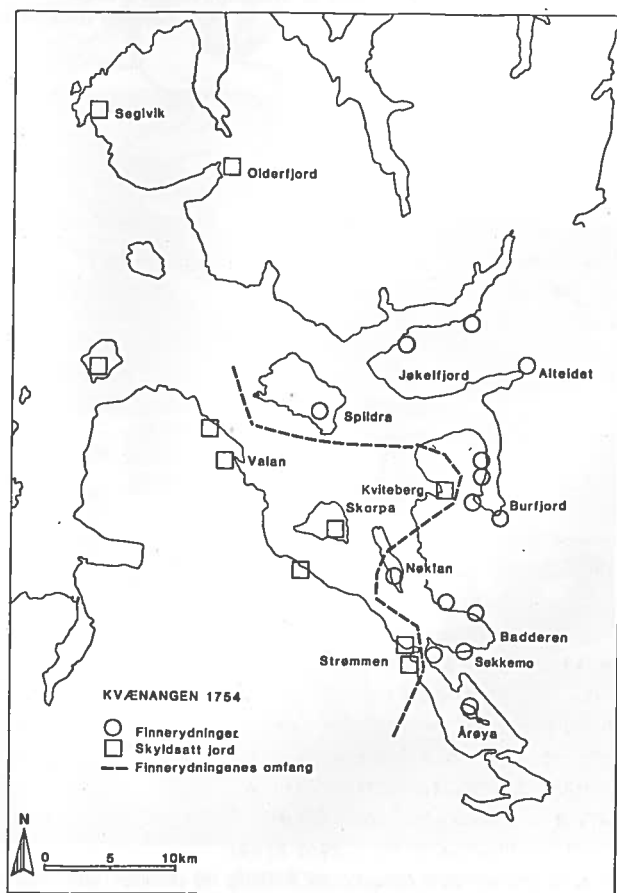 Segivik
Olderfjord
Jøkelfjord
Alteidet
Spildra
Valan
Kviteberg
Skorpa
Burfjord
Nøklan
Badderen
Strømmen
Søkkemo
KVÆNANGEN 1754
Årøya
Finnerydninger
Skyldsatt jord
Finnerydningenes omfang
N
0 5 10km